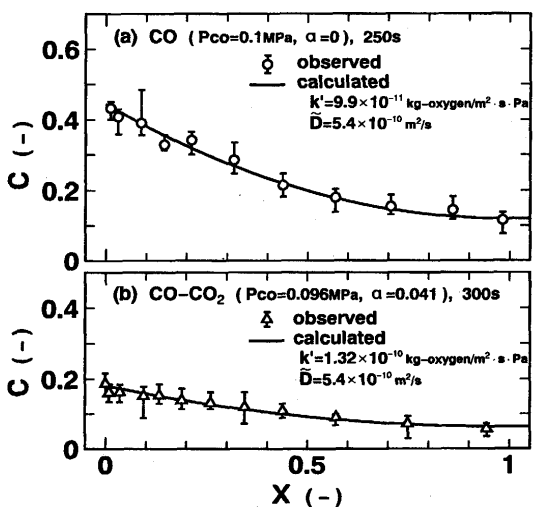 (a) CO ( Pco=0.1MPa, α=0), 250s
observed
calculated
k'=9.9×10⁻¹¹ kg-oxygen/m²·s·Pa
D̃=5.4×10⁻¹⁰ m²/s
0.6
0.4
0.2
0
C (-)
(b) CO-CO₂ ( Pco=0.096MPa, α=0.041), 300s
observed
calculated
k'=1.32×10⁻¹⁰ kg-oxygen/m²·s·Pa
D̃=5.4×10⁻¹⁰ m²/s
0.4
0.2
0
C (-)
0 0.5 1
X (-)